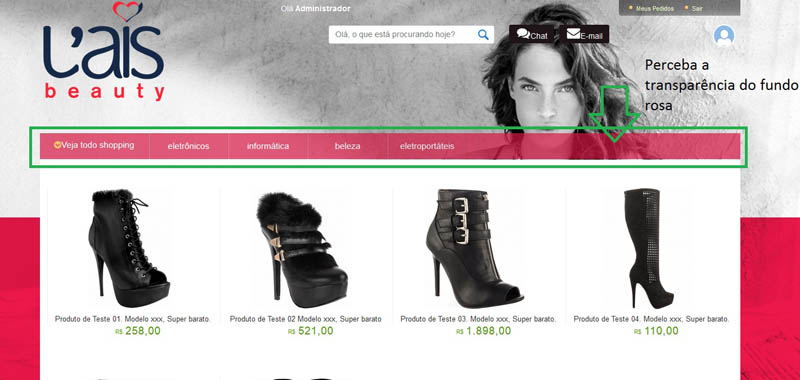 Olá Administrador
Meus Pedidos
Sair
L'ais
beauty
Olá, o que está procurando hoje?
Chat
E-mail
Perceba a
transparência do fundo
rosa
Veja todo shopping
eletrônicos
informática
beleza
eletroportáteis
Produto de Teste 01. Modelo xxx, Super barato.
R$ 258,00
Produto de Teste 02 Modelo xxx, Super barato
R$ 521,00
Produto de Teste 03. Modelo xxx, Super barato.
R$ 1.898,00
Produto de Teste 04. Modelo xxx, Super barato.
R$ 110,00